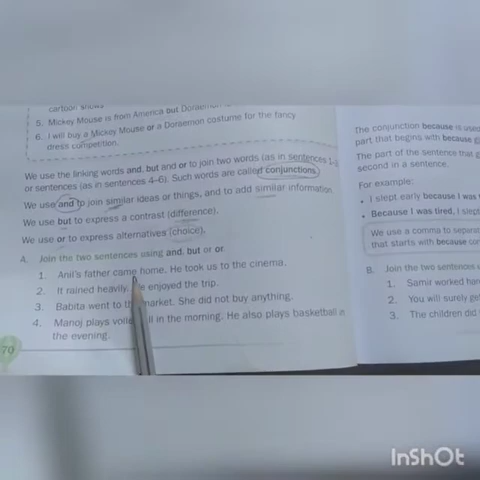 cartoon shows
5. Mickey Mouse is from America but
6. I will buy a Mickey Mouse or a Doraemon costume for the fancy
dress competition.
We use the linking words and, but and or to join two words (as in sentences 1-3)
or sentences (as in sentences 4–6). Such words are called conjunctions.
We use and to join similar ideas or things, and to add similar information.
We use but to express a contrast (difference).
We use or to express alternatives (choice).
A. Join the two sentences using and, but or or
1. Anil's father came home. He took us to the cinema.
2. It rained heavily. enjoyed the trip.
3. Babita went to market. She did not buy anything.
4. Manoj plays in the morning. He also plays basketball in
the evening.
70
The conjunction because is used
part that begins with because
The part of the sentence that
second in a sentence.
For example:
• I slept early because I was
• Because I was tired, I slept
We use a comma to separate
that starts with because
B. Join the two sentences
1. Samir worked hard
2. You will surely
3. The children did
InShOt